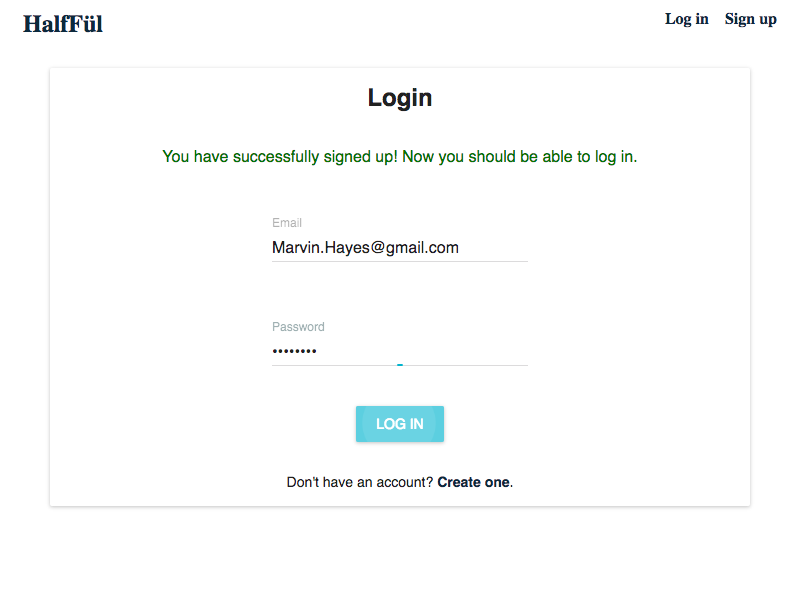 HalfFül
Log in Sign up
Login
You have successfully signed up! Now you should be able to log in.
Email
Marvin.Hayes@gmail.com
Password
••••••••
LOG IN
Don't have an account? Create one.